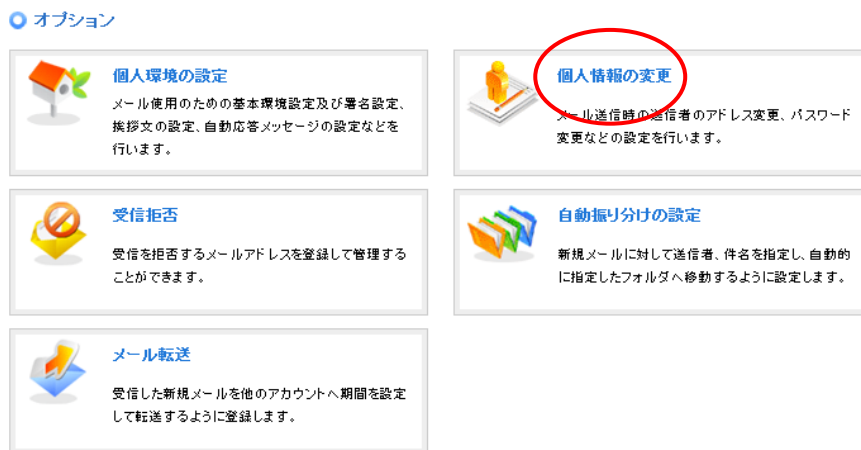 オプション
個人環境の設定
メール使用のための基本環境設定及び署名設定、
挨拶文の設定、自動応答メッセージの設定などを
行います。
個人情報の変更
メール送信時の送信者のアドレス変更、パスワード
変更などの設定を行います。
受信拒否
受信を拒否するメールアドレスを登録して管理する
ことができます。
自動振り分けの設定
新規メールに対して送信者、件名を指定し、自動的
に指定したフォルダへ移動するように設定します。
メール転送
受信した新規メールを他のアカウントへ期間を設定
して転送するように登録します。